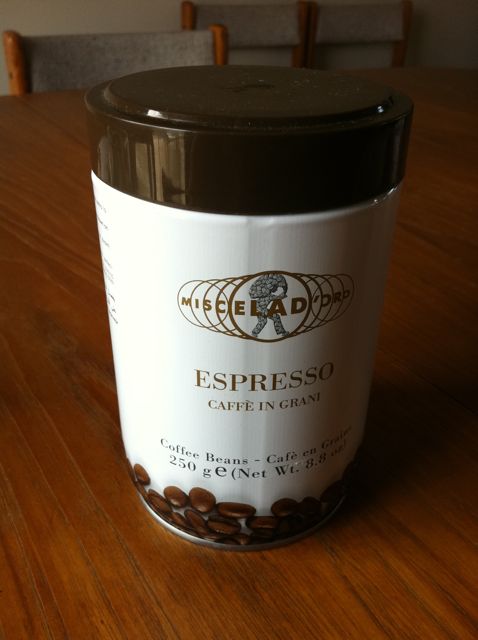 MISCELA D'ORO
ESPRESSO
CAFFÈ IN GRANI
Coffee Beans - Café en Grains
250 g e (Net Wt. 8.8 oz)